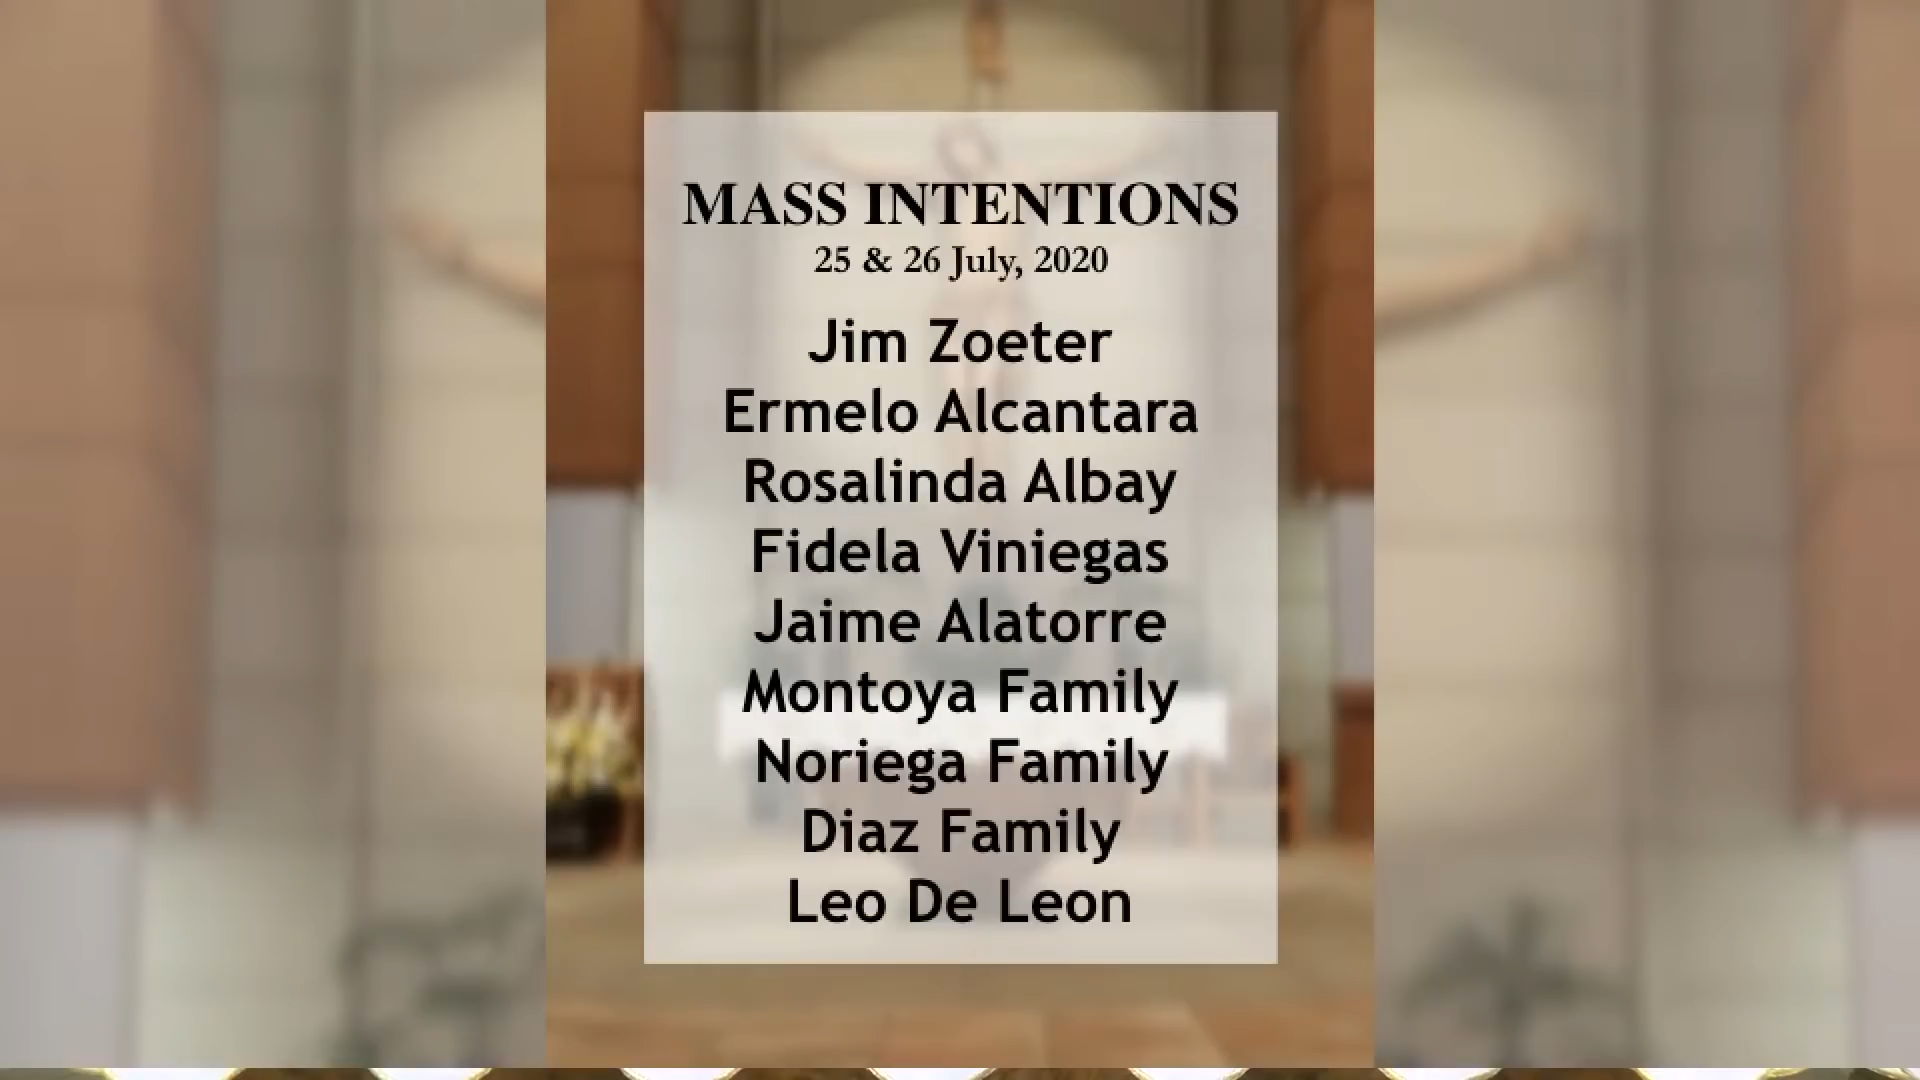 MASS INTENTIONS
25 & 26 July, 2020
Jim Zoeter
Ermelo Alcantara
Rosalinda Albay
Fidela Viniegas
Jaime Alatorre
Montoya Family
Noriega Family
Diaz Family
Leo De Leon